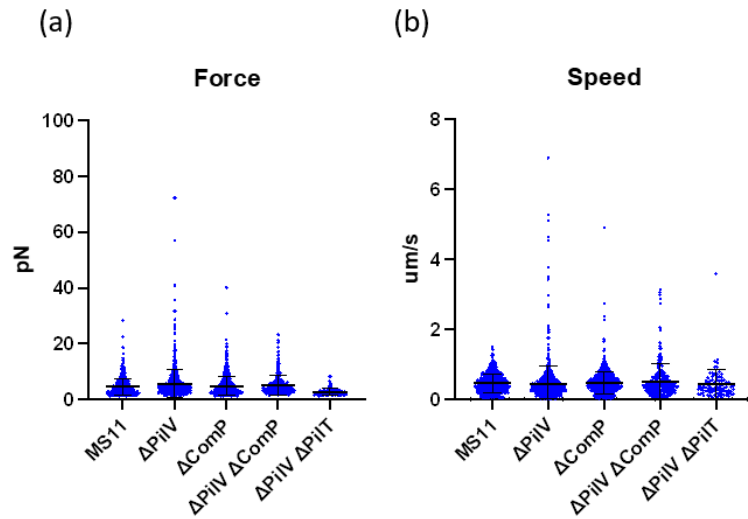 (a)
Force
pN
100
80
60
40
20
0
MS11
ΔPilV
ΔComP
ΔPilV ΔComP
ΔPilV ΔPilT
(b)
Speed
um/s
8
6
4
2
0
MS11
ΔPilV
ΔComP
ΔPilV ΔComP
ΔPilV ΔPilT